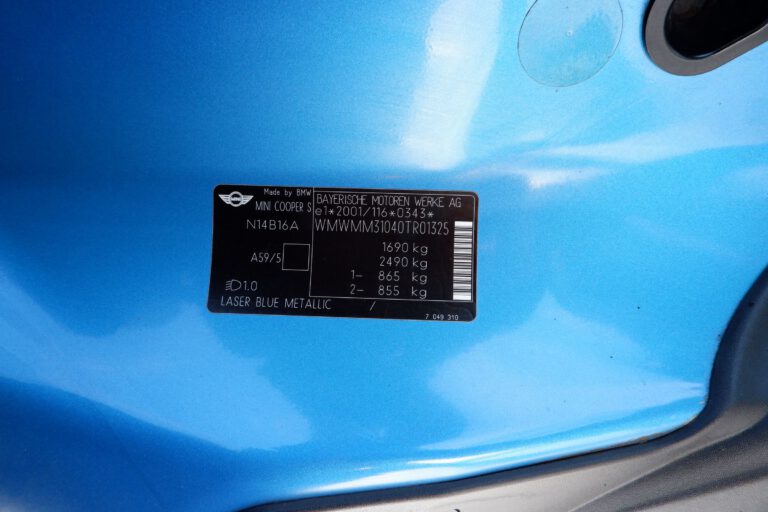 MINI
Made by BMW
MINI COOPER S
N14B16A
A59/5
1.0
LASER BLUE METALLIC /
BAYERISCHE MOTOREN WERKE AG
e1*2001/116*0343*
WMWMM31040TR01325
1690 kg
2490 kg
1- 865 kg
2- 855 kg
7 049 310